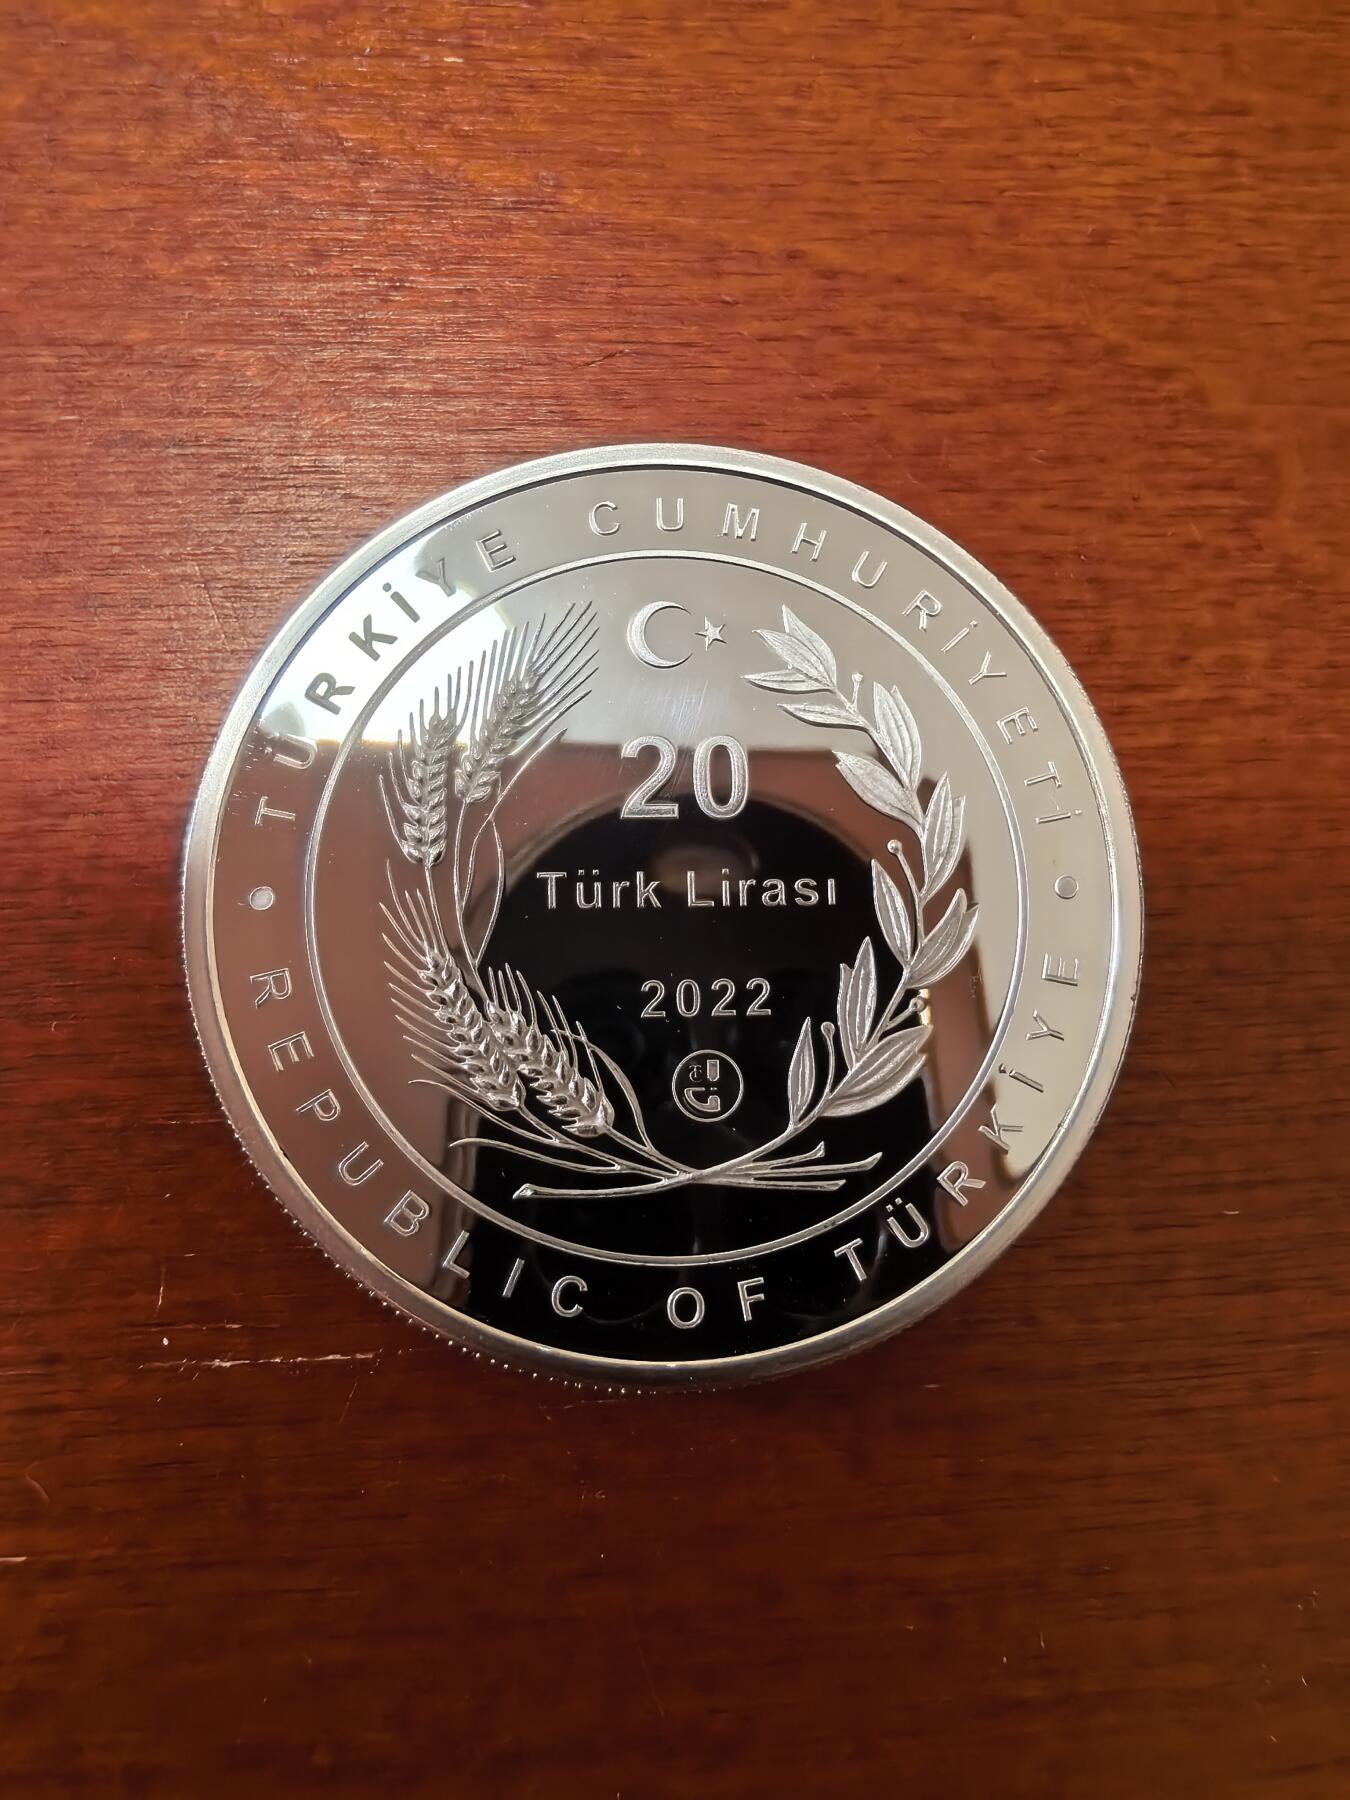 TÜRKİYE CUMHURİYETİ
20
Türk Lirası
2022
REPUBLIC OF TÜRKİYE